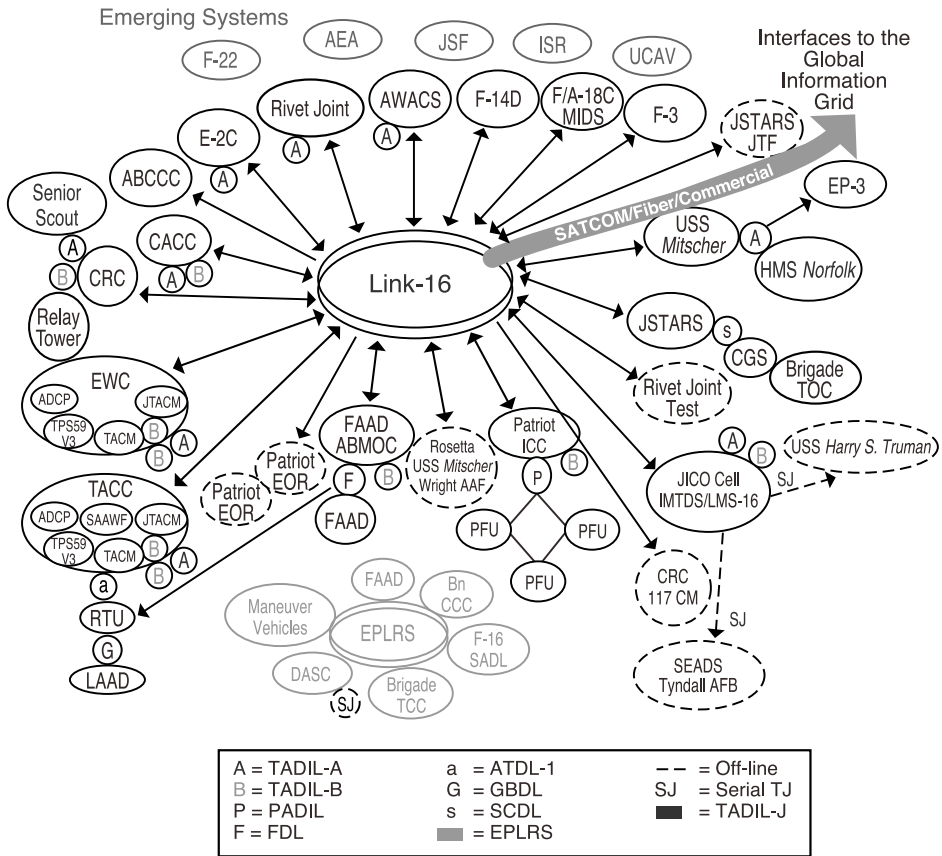 Emerging Systems
F-22
AEA
JSF
ISR
UCAV
Interfaces to the
Global
Information
Grid
Rivet Joint
A
AWACS
A
F-14D
F/A-18C
MIDS
F-3
JSTARS
JTF
E-2C
A
ABCCC
SATCOM/Fiber/Commercial
EP-3
Senior
Scout
A
B
CRC
CACC
A
B
USS
Mitscher
A
HMS Norfolk
Link-16
Relay
Tower
JSTARS
s
CGS
Brigade
TOC
EWC
ADCP
JTACM
TPS59
V3
TACM
B
B
A
Rivet Joint
Test
FAAD
ABMOC
F
B
FAAD
Rosetta
USS Mitscher
Wright AAF
Patriot
ICC
P
B
PFU
PFU
PFU
Patriot
EOR
Patriot
EOR
A
B
JICO Cell
IMTDS/LMS-16
SJ
USS Harry S. Truman
TACC
ADCP
SAAWF
JTACM
TPS59
V3
TACM
B
B
A
a
RTU
G
LAAD
CRC
117 CM
SJ
SEADS
Tyndall AFB
FAAD
Bn
CCC
Maneuver
Vehicles
EPLRS
F-16
SADL
DASC
SJ
Brigade
TCC
A = TADIL-A
B = TADIL-B
P = PADIL
F = FDL
a = ATDL-1
G = GBDL
s = SCDL
= EPLRS
= Off-line
SJ = Serial TJ
= TADIL-J